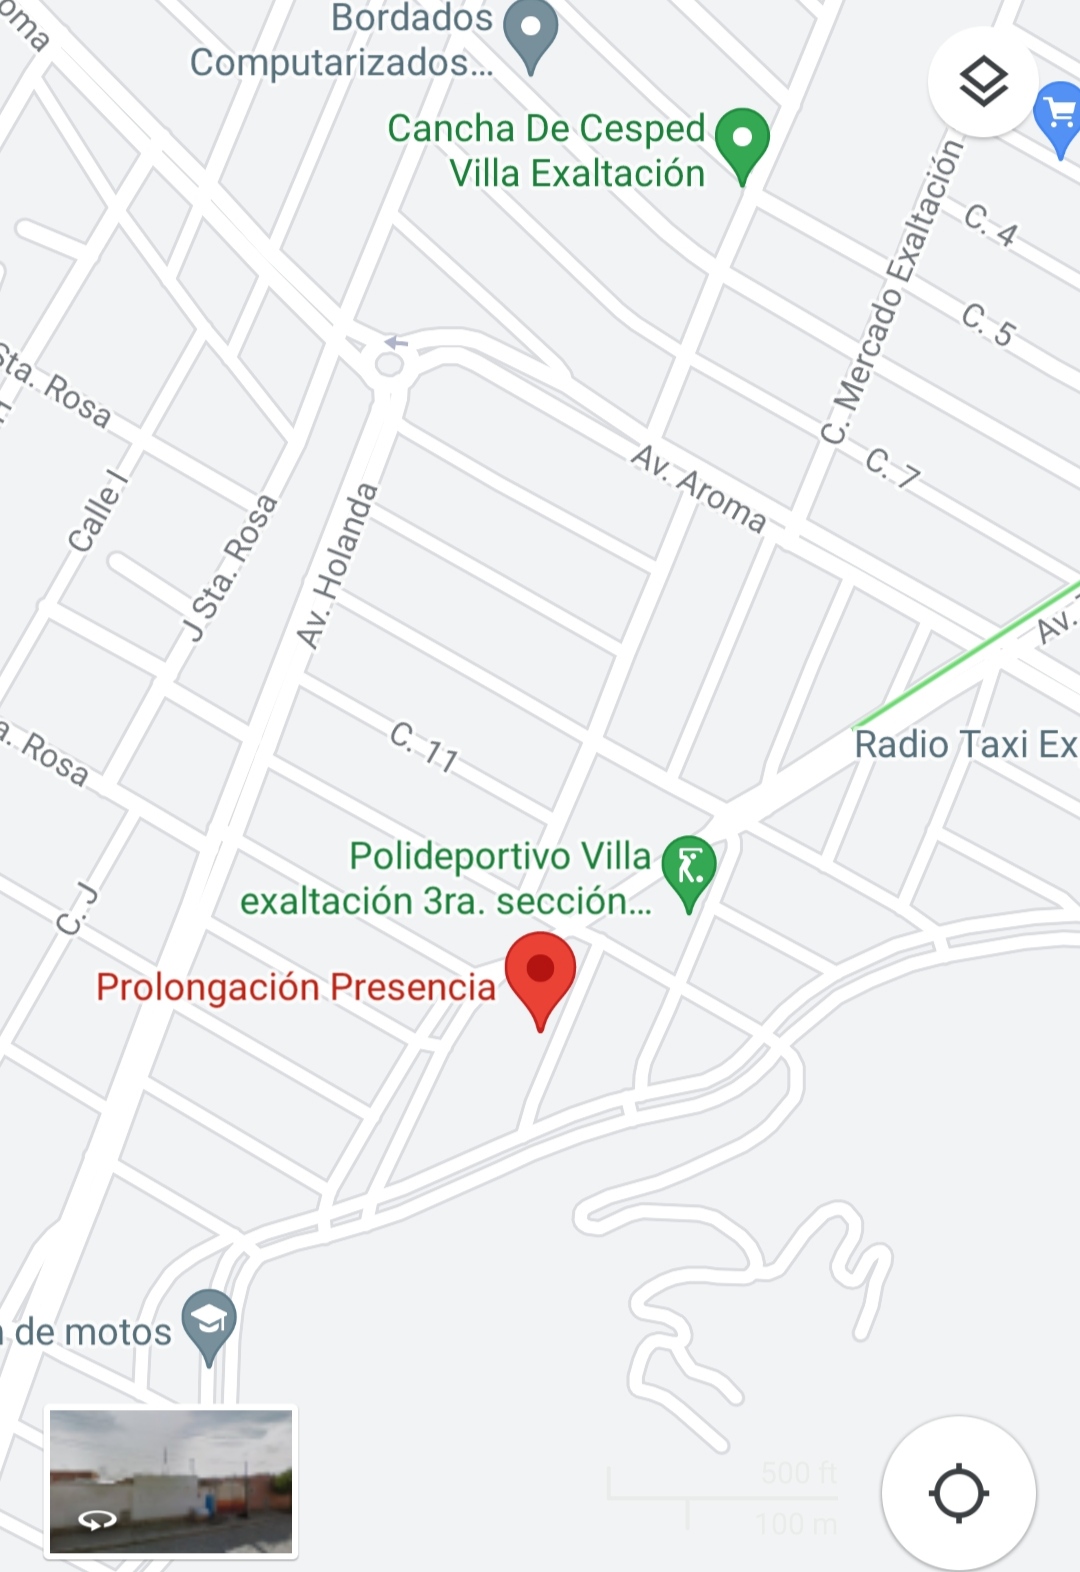 oma
Bordados
Computarizados...
Cancha De Cesped
Villa Exaltación
C. Mercado Exaltación
C. 4
C. 5
Sta. Rosa
Calle I
J Sta. Rosa
Av. Holanda
Av. Aroma
C. 7
Av.
a. Rosa
C. 11
Radio Taxi Ex
Polideportivo Villa
exaltación 3ra. sección...
C. J
Prolongación Presencia
de motos
500 ft
100 m